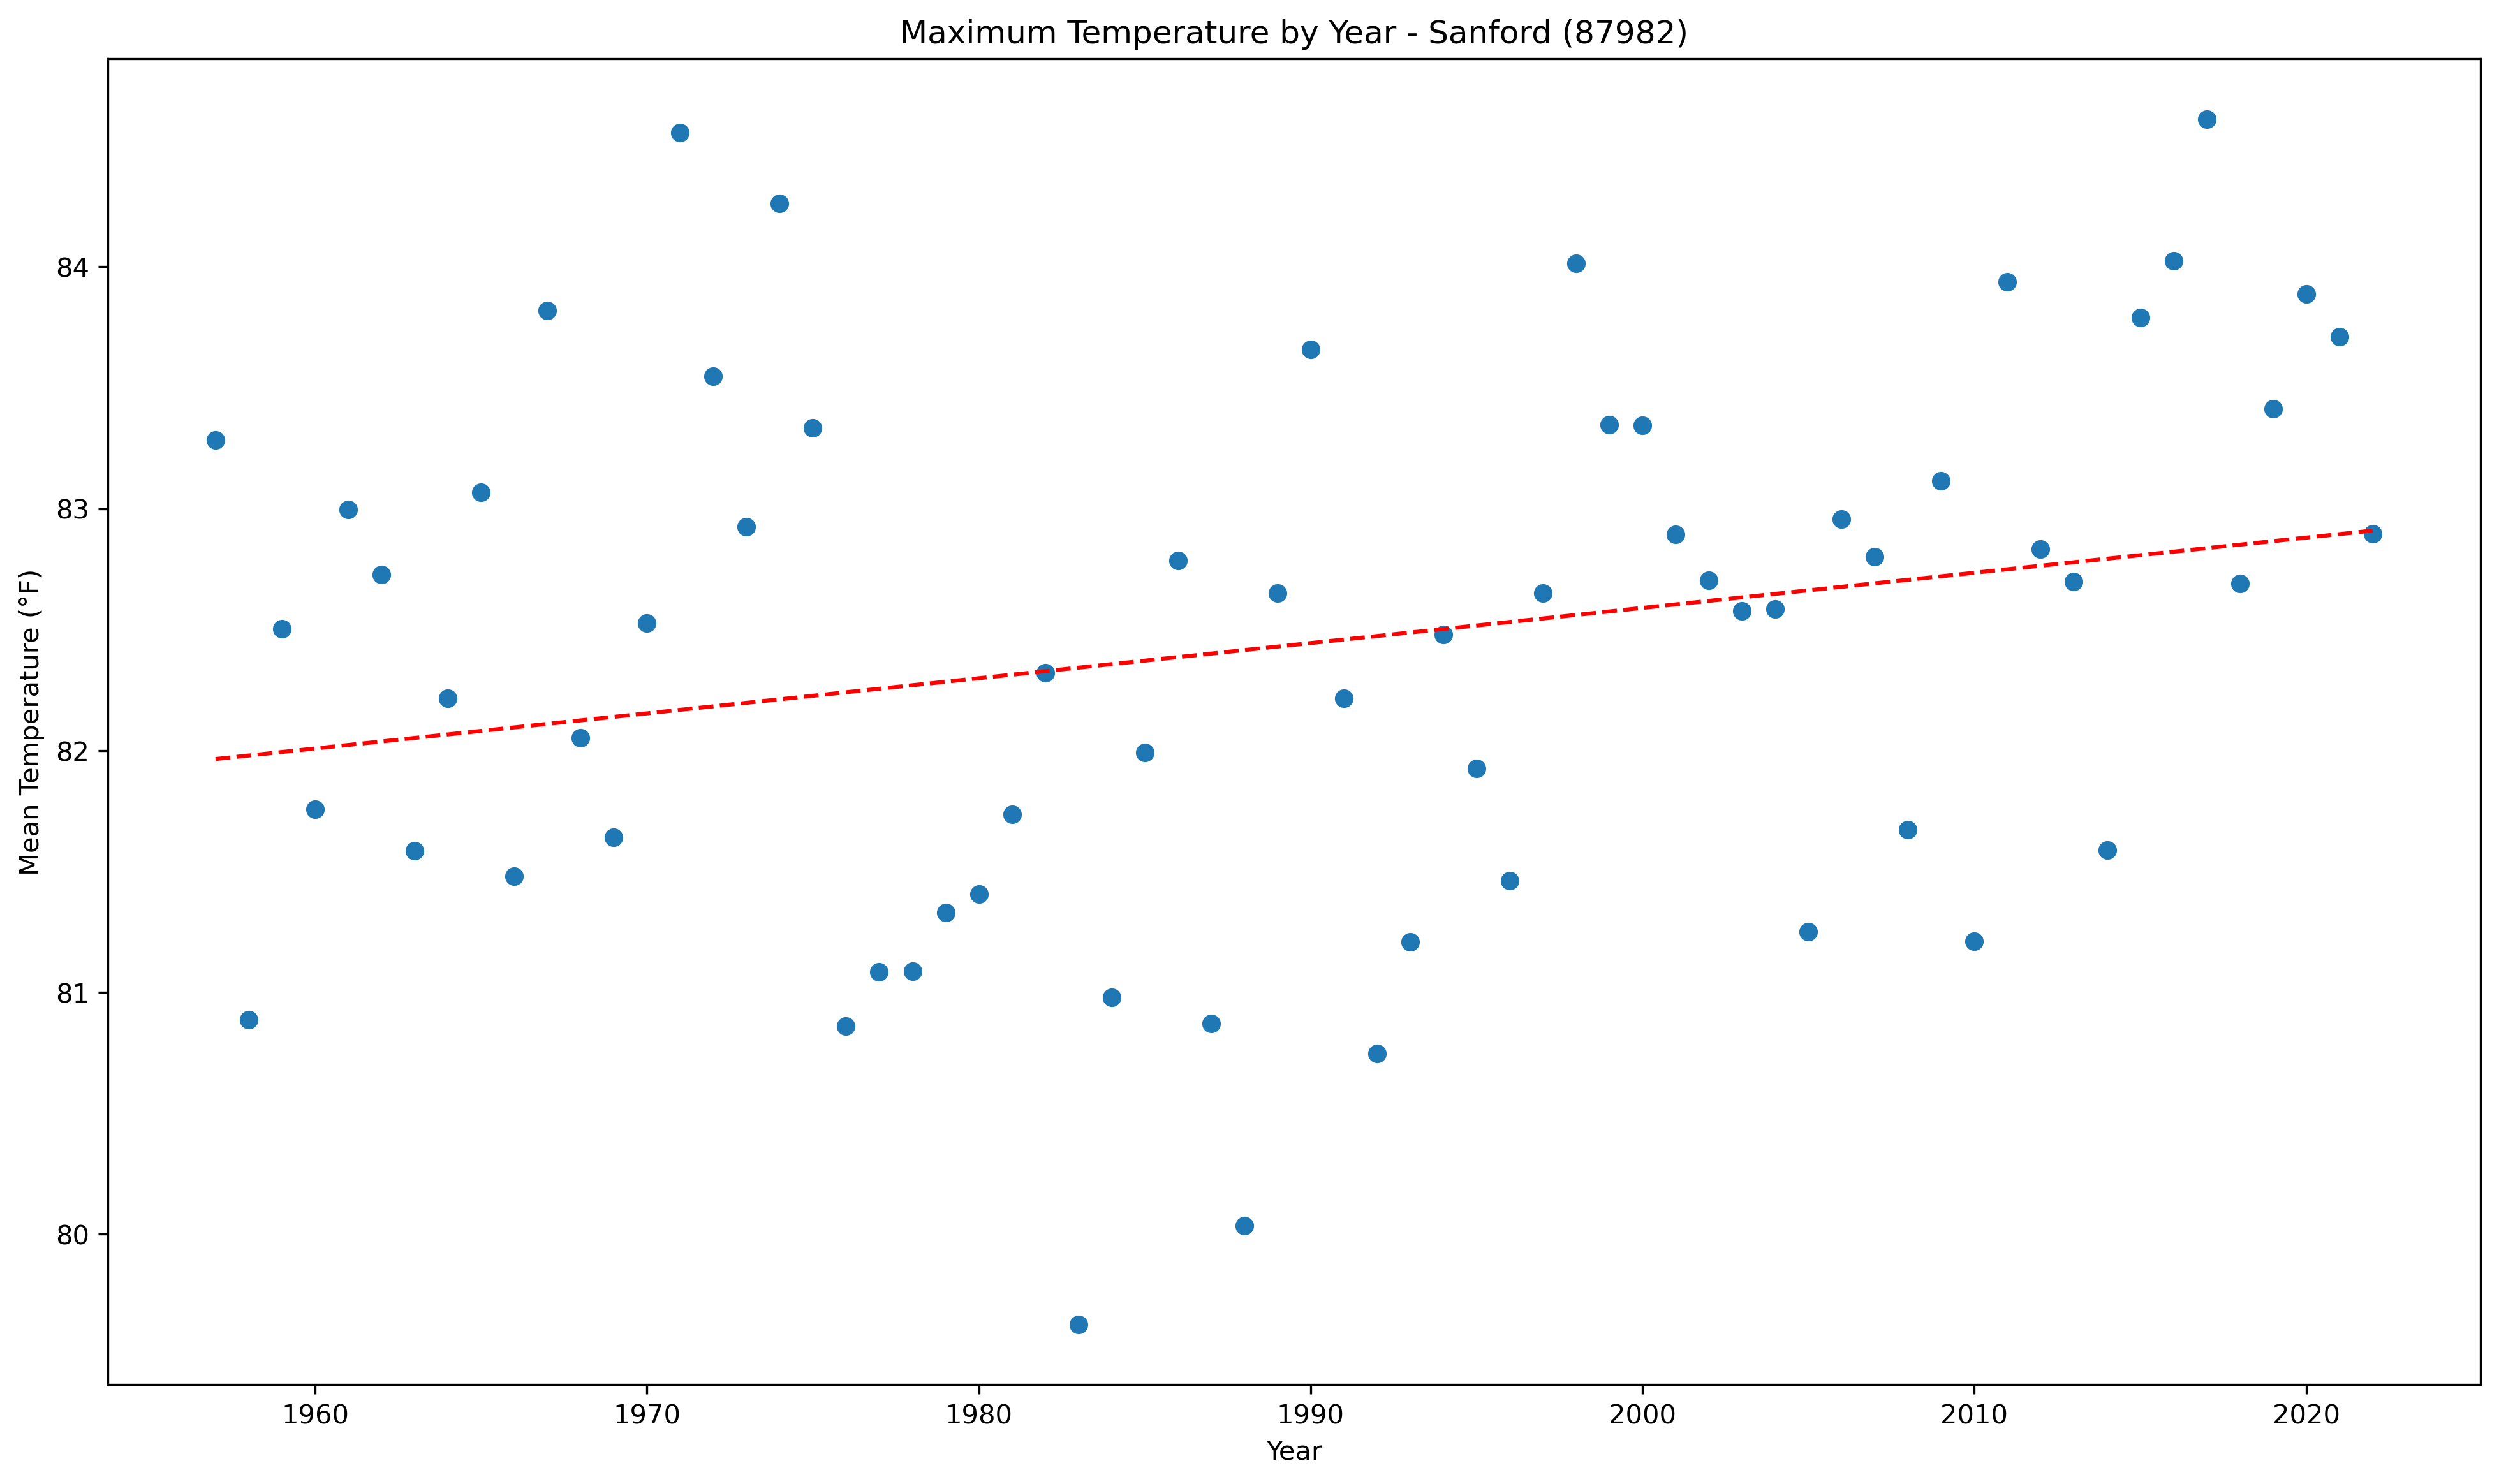 Maximum Temperature by Year - Sanford (87982)
Mean Temperature (°F)
84
83
82
81
80
1960 1970 1980 1990 2000 2010 2020
Year